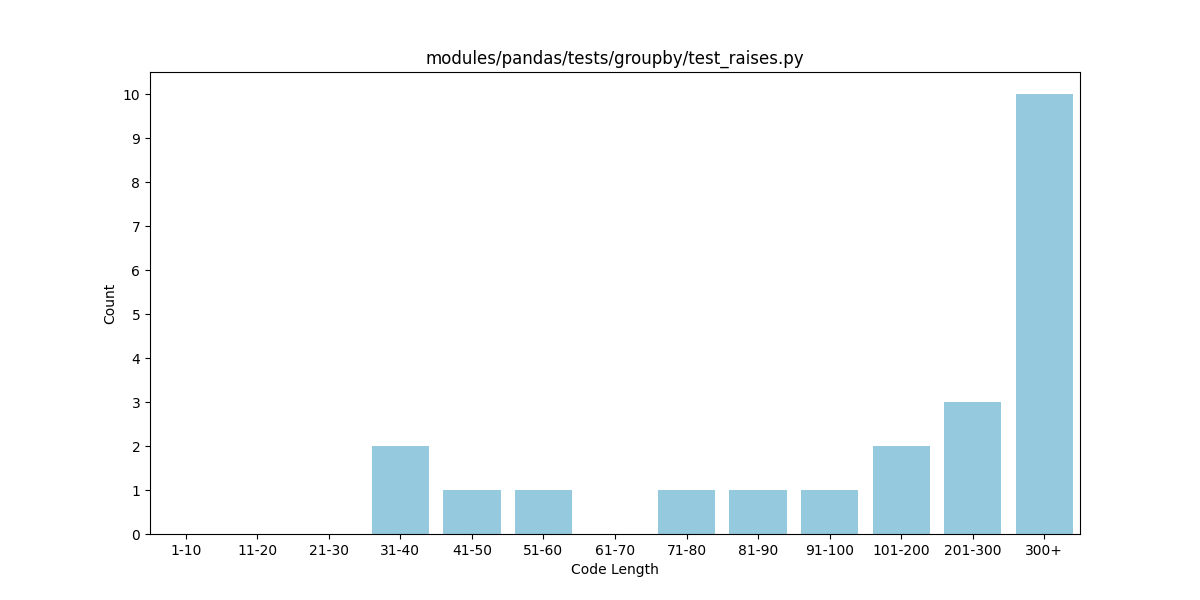 modules/pandas/tests/groupby/test_raises.py
10
9
8
7
6
5
4
3
2
1
0
Count
1-10 11-20 21-30 31-40 41-50 51-60 61-70 71-80 81-90 91-100 101-200 201-300 300+
Code Length